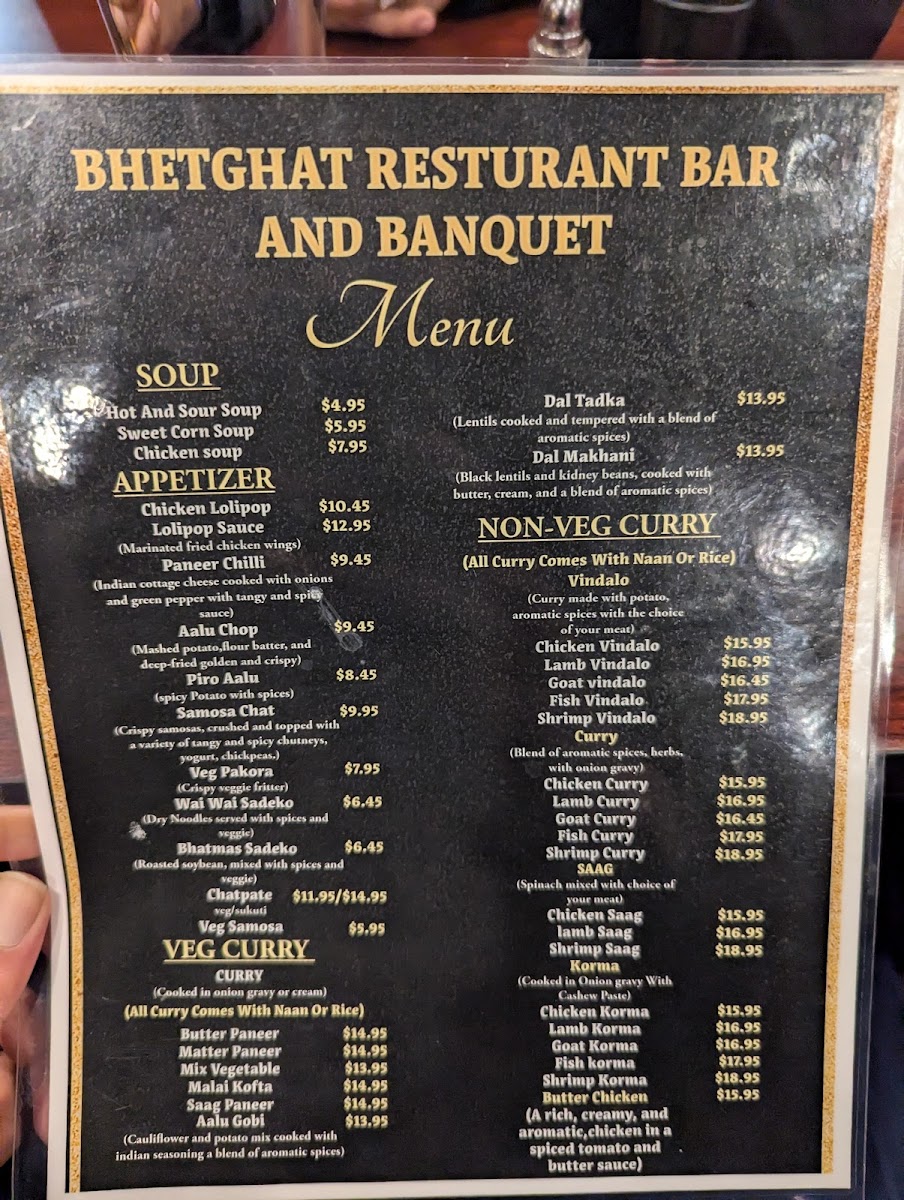 BHETGHAT RESTURANT BAR
AND BANQUET
Menu
SOUP
Hot And Sour Soup $4.95
Sweet Corn Soup $5.95
Chicken soup $7.95
APPETIZER
Chicken Lolipop $10.45
Lolipop Sauce $12.95
(Marinated fried chicken wings)
Paneer Chilli $9.45
(Indian cottage cheese cooked with onions
and green pepper with tangy and spicy
sauce)
Aalu Chop $9.45
(Mashed potato,flour batter, and
deep-fried golden and crispy)
Piro Aalu $8.45
(spicy Potato with spices)
Samosa Chat $9.95
(Crispy samosas, crushed and topped with
a variety of tangy and spicy chutneys,
yogurt, chickpeas.)
Veg Pakora $7.95
(Crispy veggie fritter)
Wai Wai Sadeko $6.45
(Dry Noodles served with spices and
veggie)
Bhatmas Sadeko $6.45
(Roasted soybean, mixed with spices and
veggie)
Chatpate $11.95/$14.95
veg/sukuti
Veg Samosa $5.95
VEG CURRY
CURRY
(Cooked in onion gravy or cream)
(All Curry Comes With Naan Or Rice)
Butter Paneer $14.95
Matter Paneer $14.95
Mix Vegetable $13.95
Malai Kofta $14.95
Saag Paneer $14.95
Aalu Gobi $13.95
(Cauliflower and potato mix cooked with
indian seasoning a blend of aromatic spices)
Dal Tadka $13.95
(Lentils cooked and tempered with a blend of
aromatic spices)
Dal Makhani $13.95
(Black lentils and kidney beans, cooked with
butter, cream, and a blend of aromatic spices)
NON-VEG CURRY
(All Curry Comes With Naan Or Rice)
Vindalo
(Curry made with potato,
aromatic spices with the choice
of your meat)
Chicken Vindalo $15.95
Lamb Vindalo $16.95
Goat vindalo $16.45
Fish Vindalo $17.95
Shrimp Vindalo $18.95
Curry
(Blend of aromatic spices, herbs,
with onion gravy)
Chicken Curry $15.95
Lamb Curry $16.95
Goat Curry $16.45
Fish Curry $17.95
Shrimp Curry $18.95
SAAG
(Spinach mixed with choice of
your meat)
Chicken Saag $15.95
lamb Saag $16.95
Shrimp Saag $18.95
Korma
(Cooked in Onion gravy With
Cashew Paste)
Chicken Korma $15.95
Lamb Korma $16.95
Goat Korma $16.95
Fish korma $17.95
Shrimp Korma $18.95
Butter Chicken $15.95
(A rich, creamy, and
aromatic,chicken in a
spiced tomato and
butter sauce)